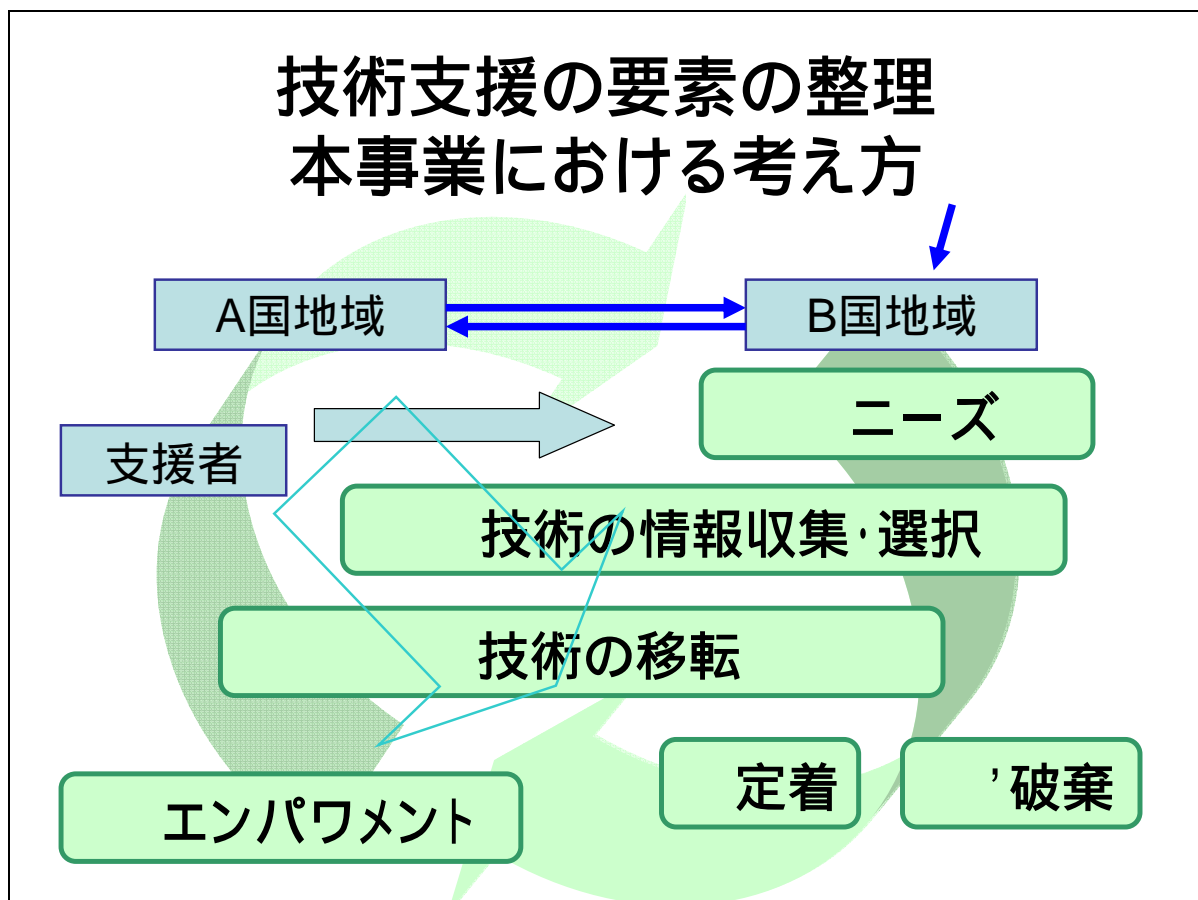 技術支援の要素の整理
本事業における考え方
A国地域
B国地域
ニーズ
支援者
技術の情報収集・選択
技術の移転
定着
’破棄
エンパワメント